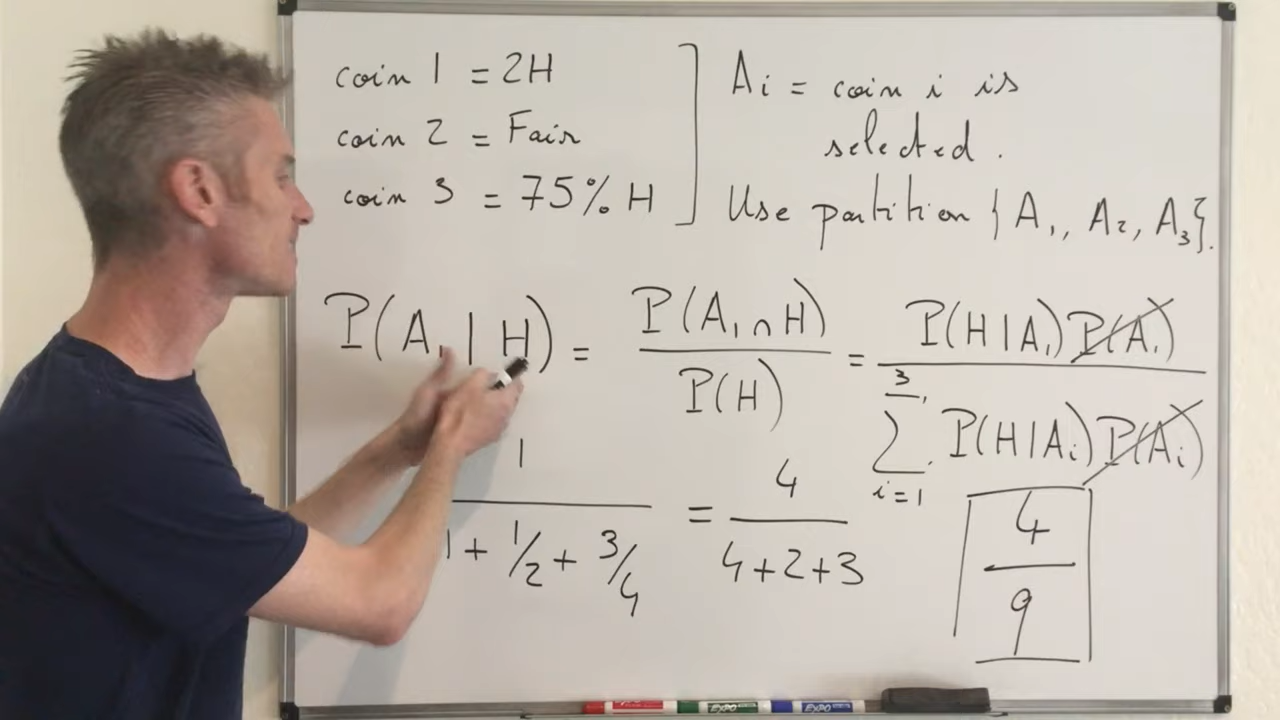 coin 1 = 2H
coin 2 = Fair
coin 3 = 75% H
Ai = coin i is
selected.
Use partition {A1, A2, A3}.
P(A1 | H) = P(A1 ∩ H) / P(H) = P(H | A1) P(A1) / ∑ i=1 3 P(H | Ai) P(Ai)
1 / 1 + 1/2 + 3/4 = 4 / 4+2+3
4 / 9
EXPO EXPO